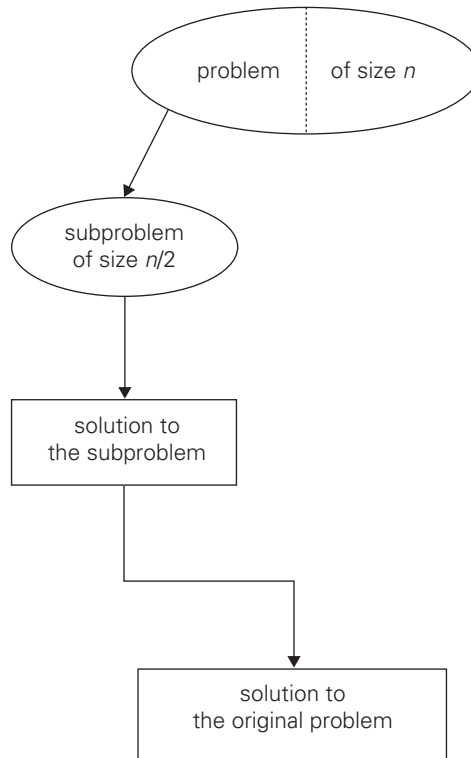 problem of size n
subproblem
of size n/2
solution to
the subproblem
solution to
the original problem